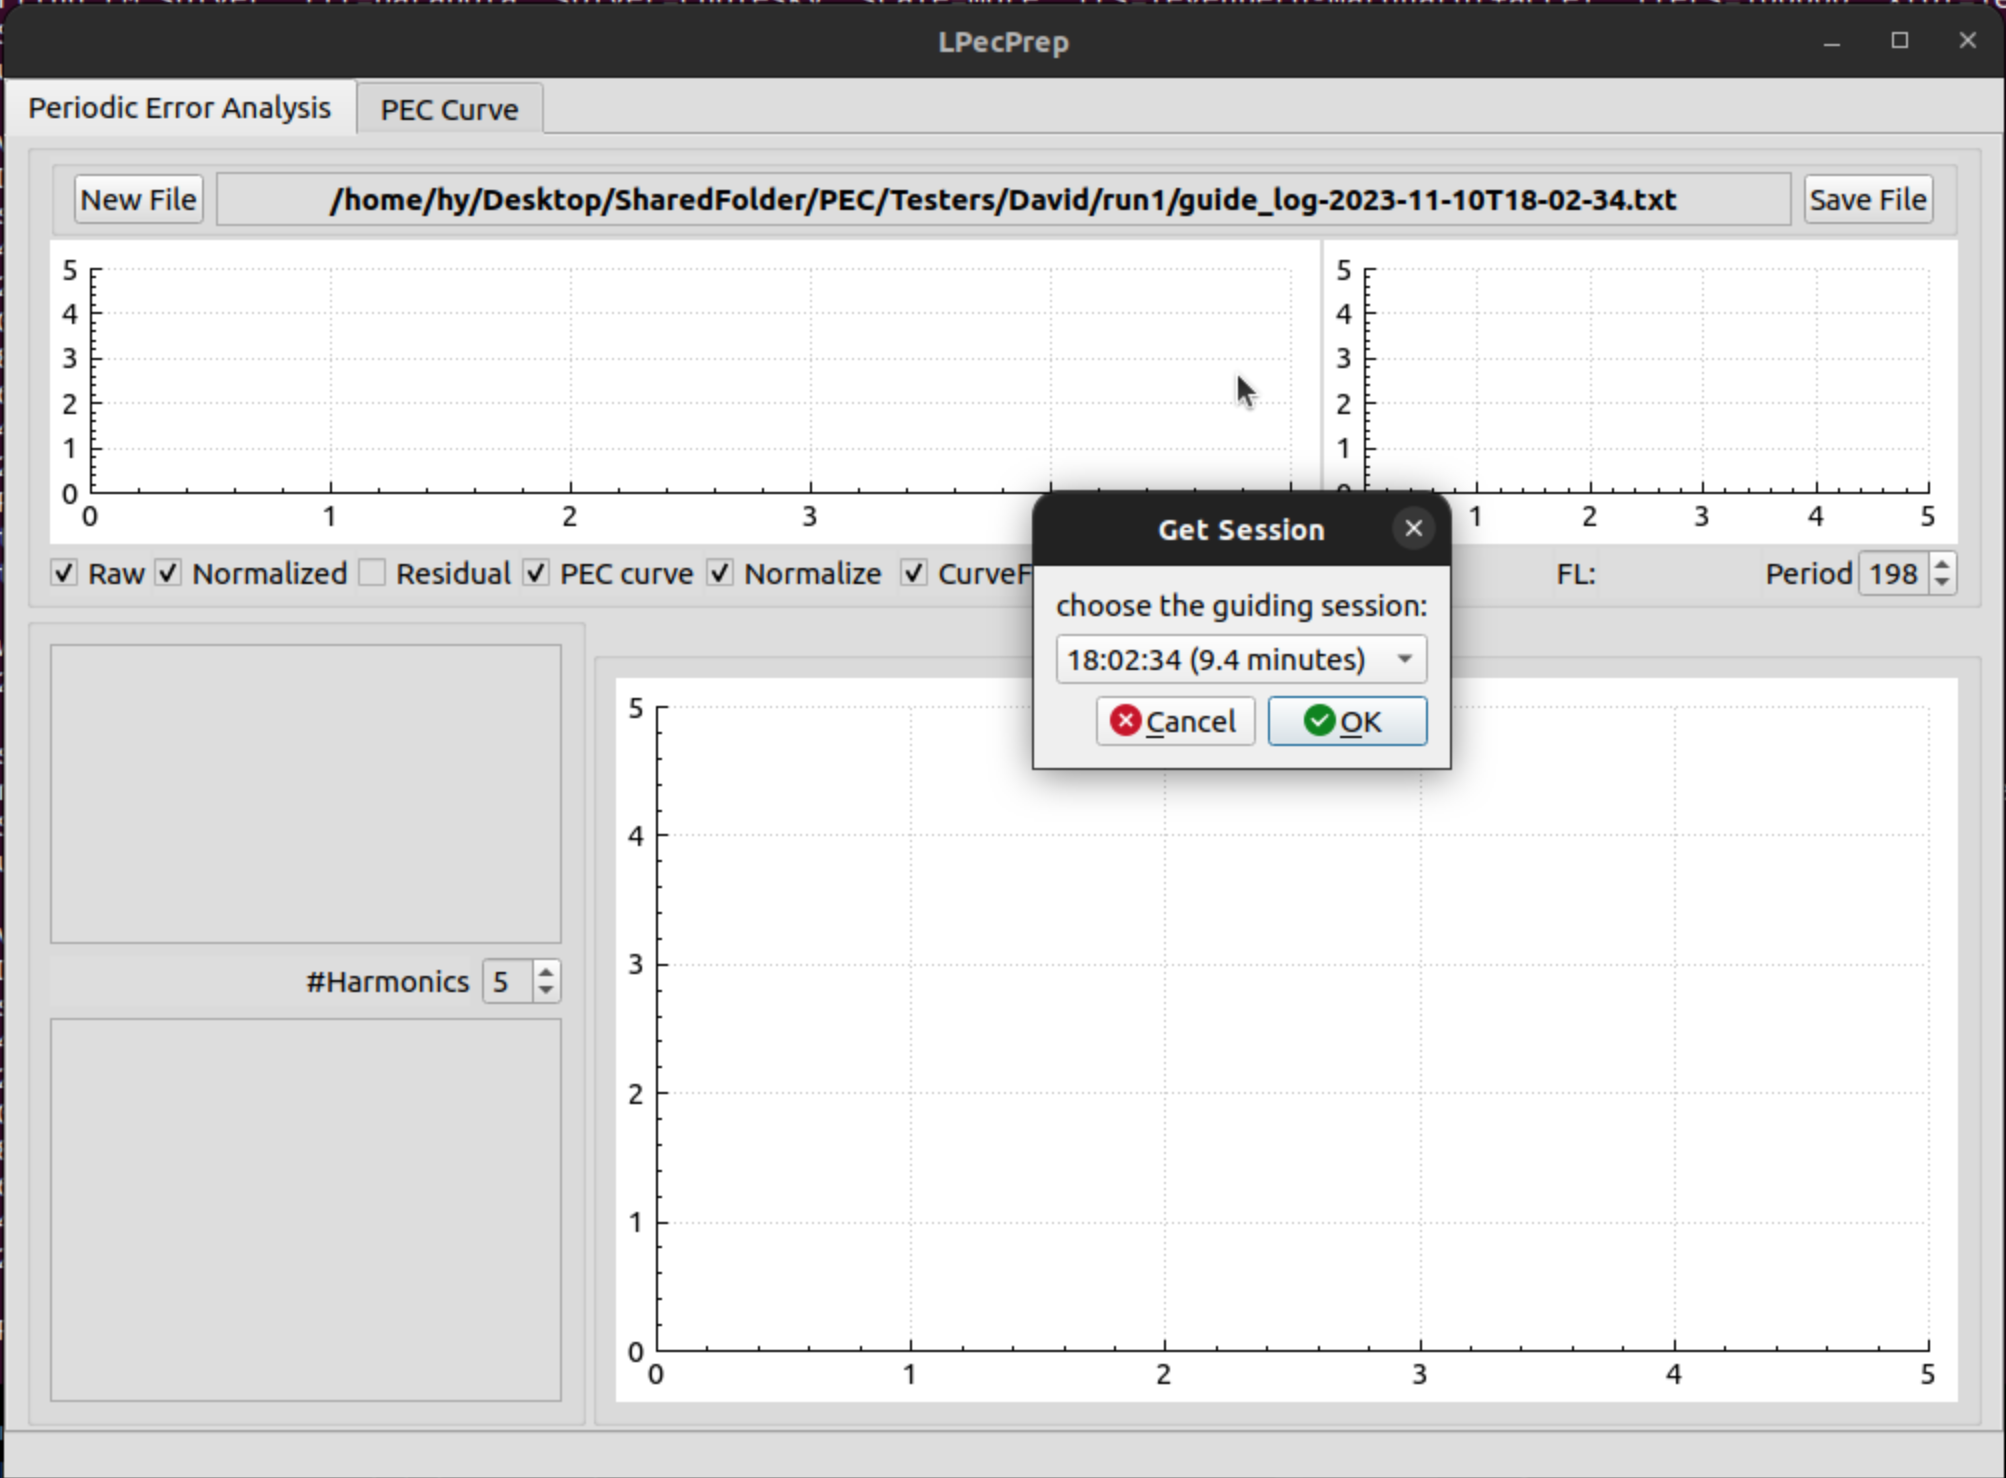 LPecPrep
Periodic Error Analysis PEC Curve
New File /home/hy/Desktop/SharedFolder/PEC/Testers/David/run1/guide_log-2023-11-10T18-02-34.txt Save File
5 5
4 4
3 3
2 2
1 1
0
0 1 2 3 1 2 3 4 5
Raw Normalized Residual PEC curve Normalize FL: Period 198
Get Session
choose the guiding session:
18:02:34 (9.4 minutes)
Cancel OK
#Harmonics 5
5
4
3
2
1
0
0 1 2 3 4 5